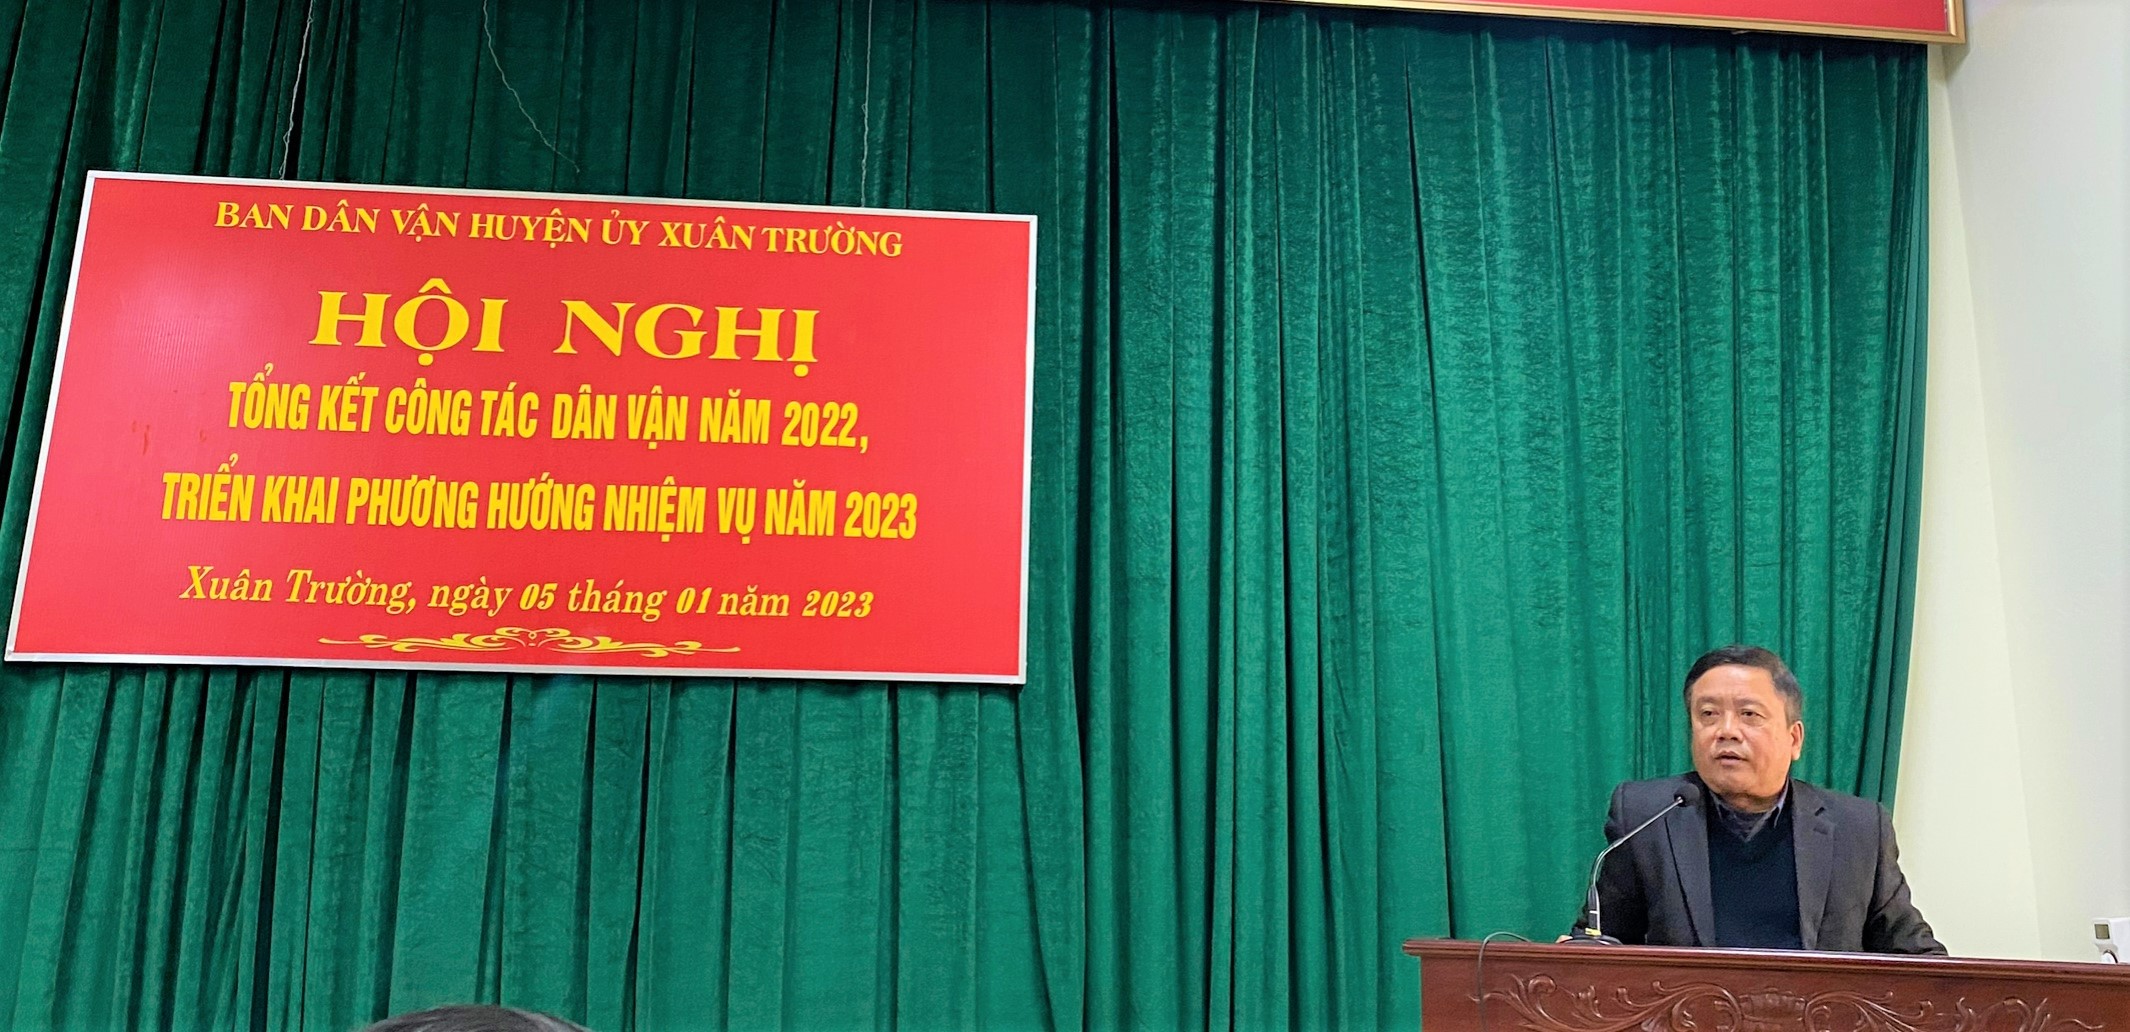 BAN DÂN VẬN HUYỆN ỦY XUÂN TRƯỜNG
HỘI NGHỊ
TỔNG KẾT CÔNG TÁC DÂN VẬN NĂM 2022,
TRIỂN KHAI PHƯƠNG HƯỚNG NHIỆM VỤ NĂM 2023
Xuân Trường, ngày 05 tháng 01 năm 2023